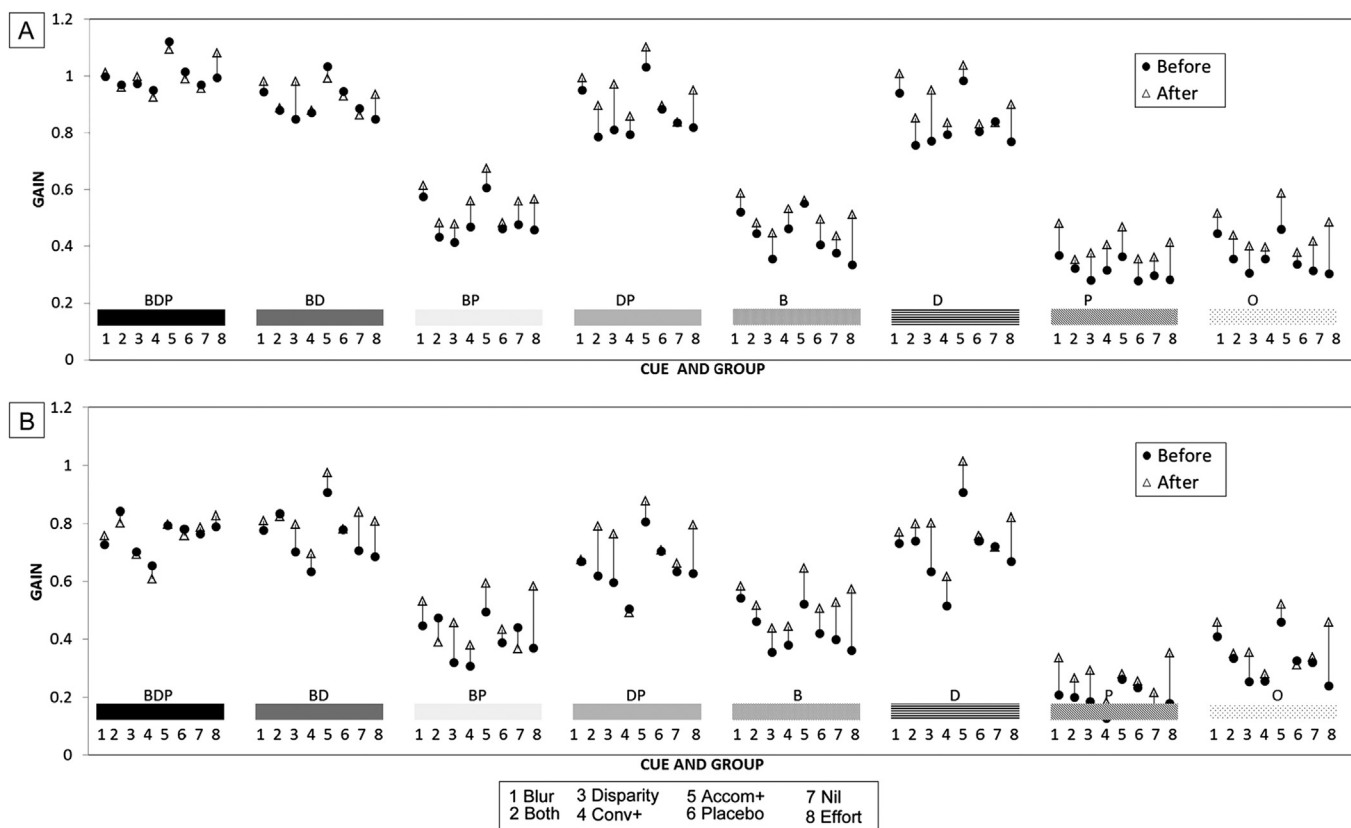 A
1.2
1
0.8
0.6
0.4
0.2
0
GAIN
Before
After
BDP BD BP DP B D P O
1 2 3 4 5 6 7 8 1 2 3 4 5 6 7 8 1 2 3 4 5 6 7 8 1 2 3 4 5 6 7 8 1 2 3 4 5 6 7 8 1 2 3 4 5 6 7 8 1 2 3 4 5 6 7 8 1 2 3 4 5 6 7 8
CUE AND GROUP
B
1.2
1
0.8
0.6
0.4
0.2
0
GAIN
Before
After
BDP BD BP DP B D P O
1 2 3 4 5 6 7 8 1 2 3 4 5 6 7 8 1 2 3 4 5 6 7 8 1 2 3 4 5 6 7 8 1 2 3 4 5 6 7 8 1 2 3 4 5 6 7 8 1 2 3 4 5 6 7 8 1 2 3 4 5 6 7 8
CUE AND GROUP
1 Blur 3 Disparity 5 Accom+ 7 Nil
2 Both 4 Conv+ 6 Placebo 8 Effort